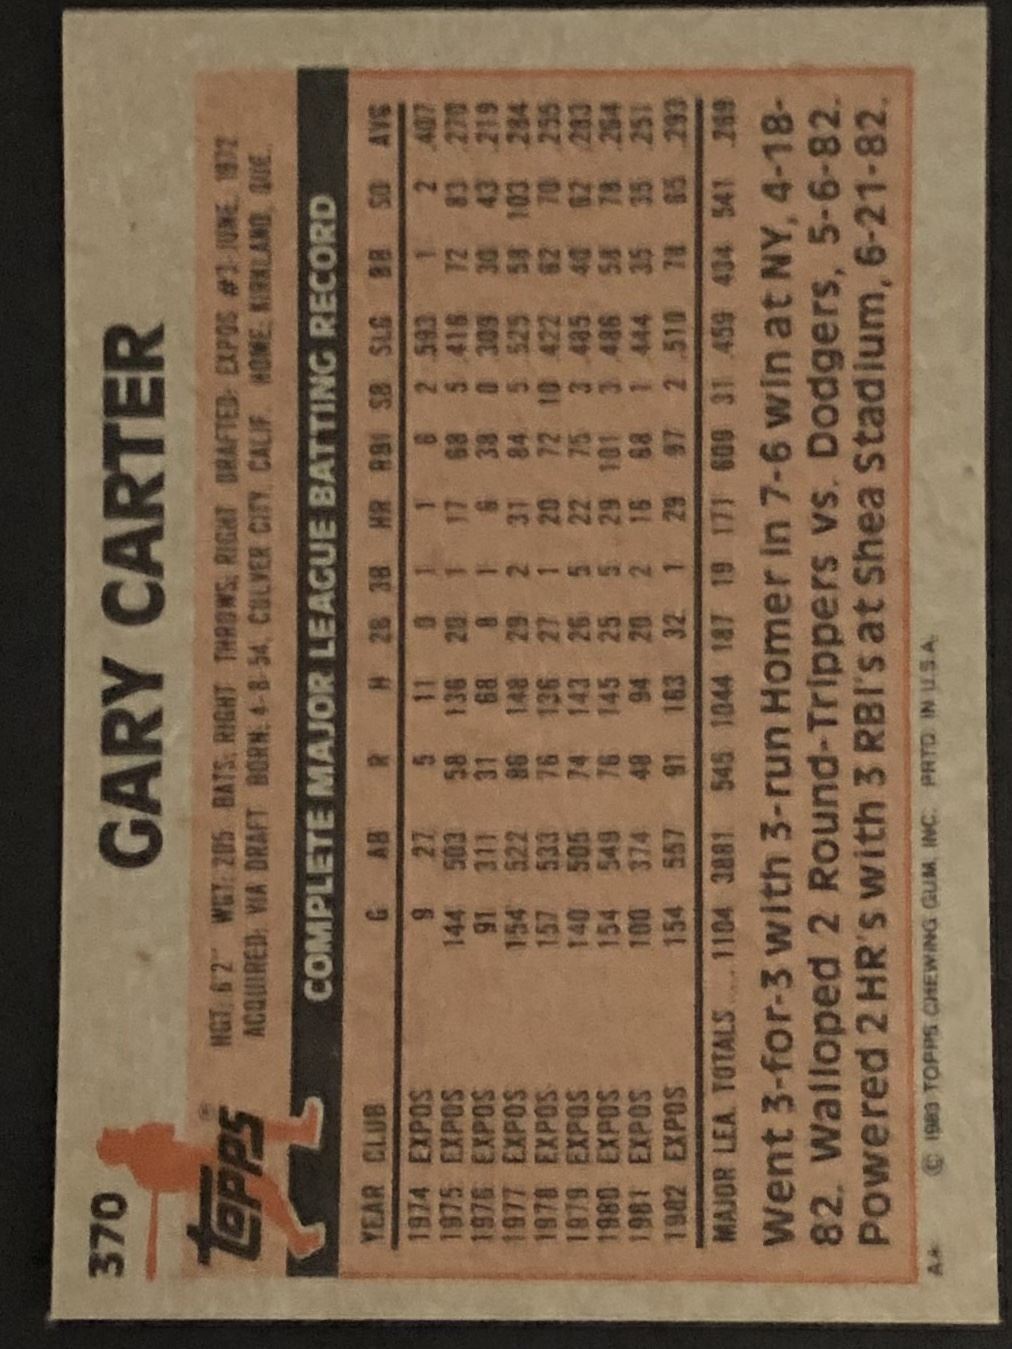 370
GARY CARTER
Topps®
HGT: 6'2" WGT: 205 BATS: RIGHT THROWS: RIGHT DRAFTED: EXPOS #3-JUNE, 1972
ACQUIRED: VIA DRAFT BORN: 4-8-54, CULVER CITY, CALIF. HOME: KIRKLAND, QUE.
COMPLETE MAJOR LEAGUE BATTING RECORD
YEAR CLUB G AB R H 2B 3B HR RBI SB SLG BB SO AVG
1974 EXPOS 9 27 5 11 0 1 1 6 2 .593 1 2 .407
1975 EXPOS 144 503 58 136 20 1 17 68 5 .416 72 83 .270
1976 EXPOS 91 311 31 68 8 1 6 38 0 .309 30 43 .219
1977 EXPOS 154 522 86 148 29 2 31 84 5 .525 58 103 .284
1978 EXPOS 157 533 76 136 27 1 20 72 10 .422 62 70 .255
1979 EXPOS 140 505 74 143 26 5 22 75 3 .485 40 62 .283
1980 EXPOS 154 549 76 145 25 5 29 101 3 .486 58 78 .264
1981 EXPOS 100 374 48 94 20 2 16 68 1 .444 35 35 .251
1982 EXPOS 154 557 91 163 32 1 29 97 2 .510 78 65 .293
MAJOR LEA. TOTALS ....1104 3881 545 1044 187 19 171 609 31 .459 434 541 .269
Went 3-for-3 with 3-run Homer in 7-6 win at NY, 4-18-
82. Walloped 2 Round-Trippers vs. Dodgers, 5-6-82.
Powered 2 HR's with 3 RBI's at Shea Stadium, 6-21-82.
© 1983 TOPPS CHEWING GUM, INC. PRTD. IN U.S.A.